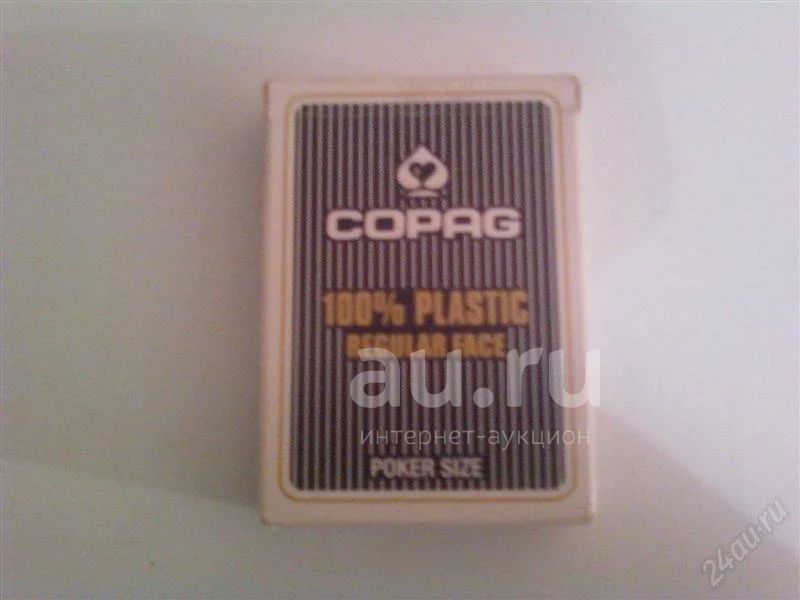 COPAG
100% PLASTIC
REGULAR FACE
au.ru
интернет-аукцион
POKER SIZE
24au.ru